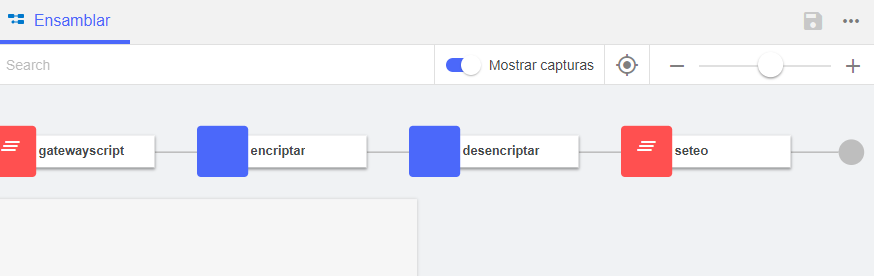 Ensamblar
Search
Mostrar capturas
gatewayscript
encriptar
desencriptar
seteo